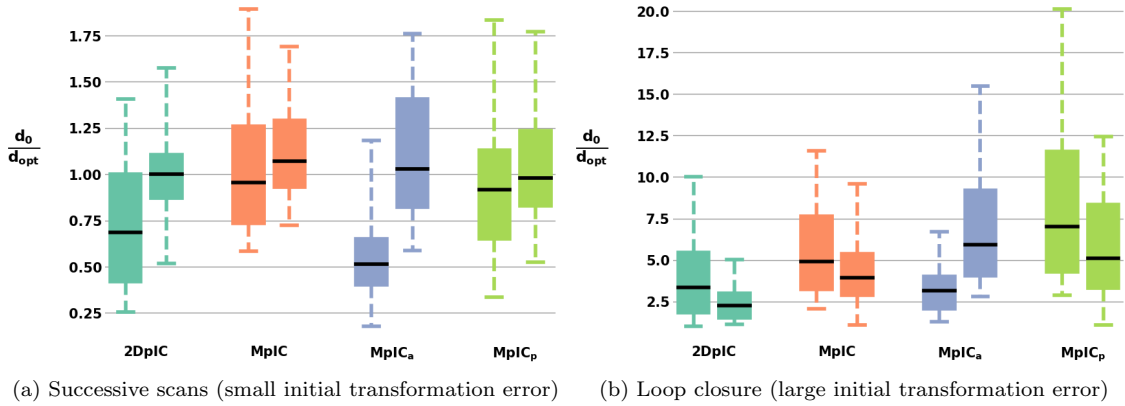 1.75
1.50
1.25
1.00
0.75
0.50
0.25
d₀
d_opt
2DpIC MpIC MpICₐ MpICₚ
(a) Successive scans (small initial transformation error)
20.0
17.5
15.0
12.5
10.0
7.5
5.0
2.5
d₀
d_opt
2DpIC MpIC MpICₐ MpICₚ
(b) Loop closure (large initial transformation error)